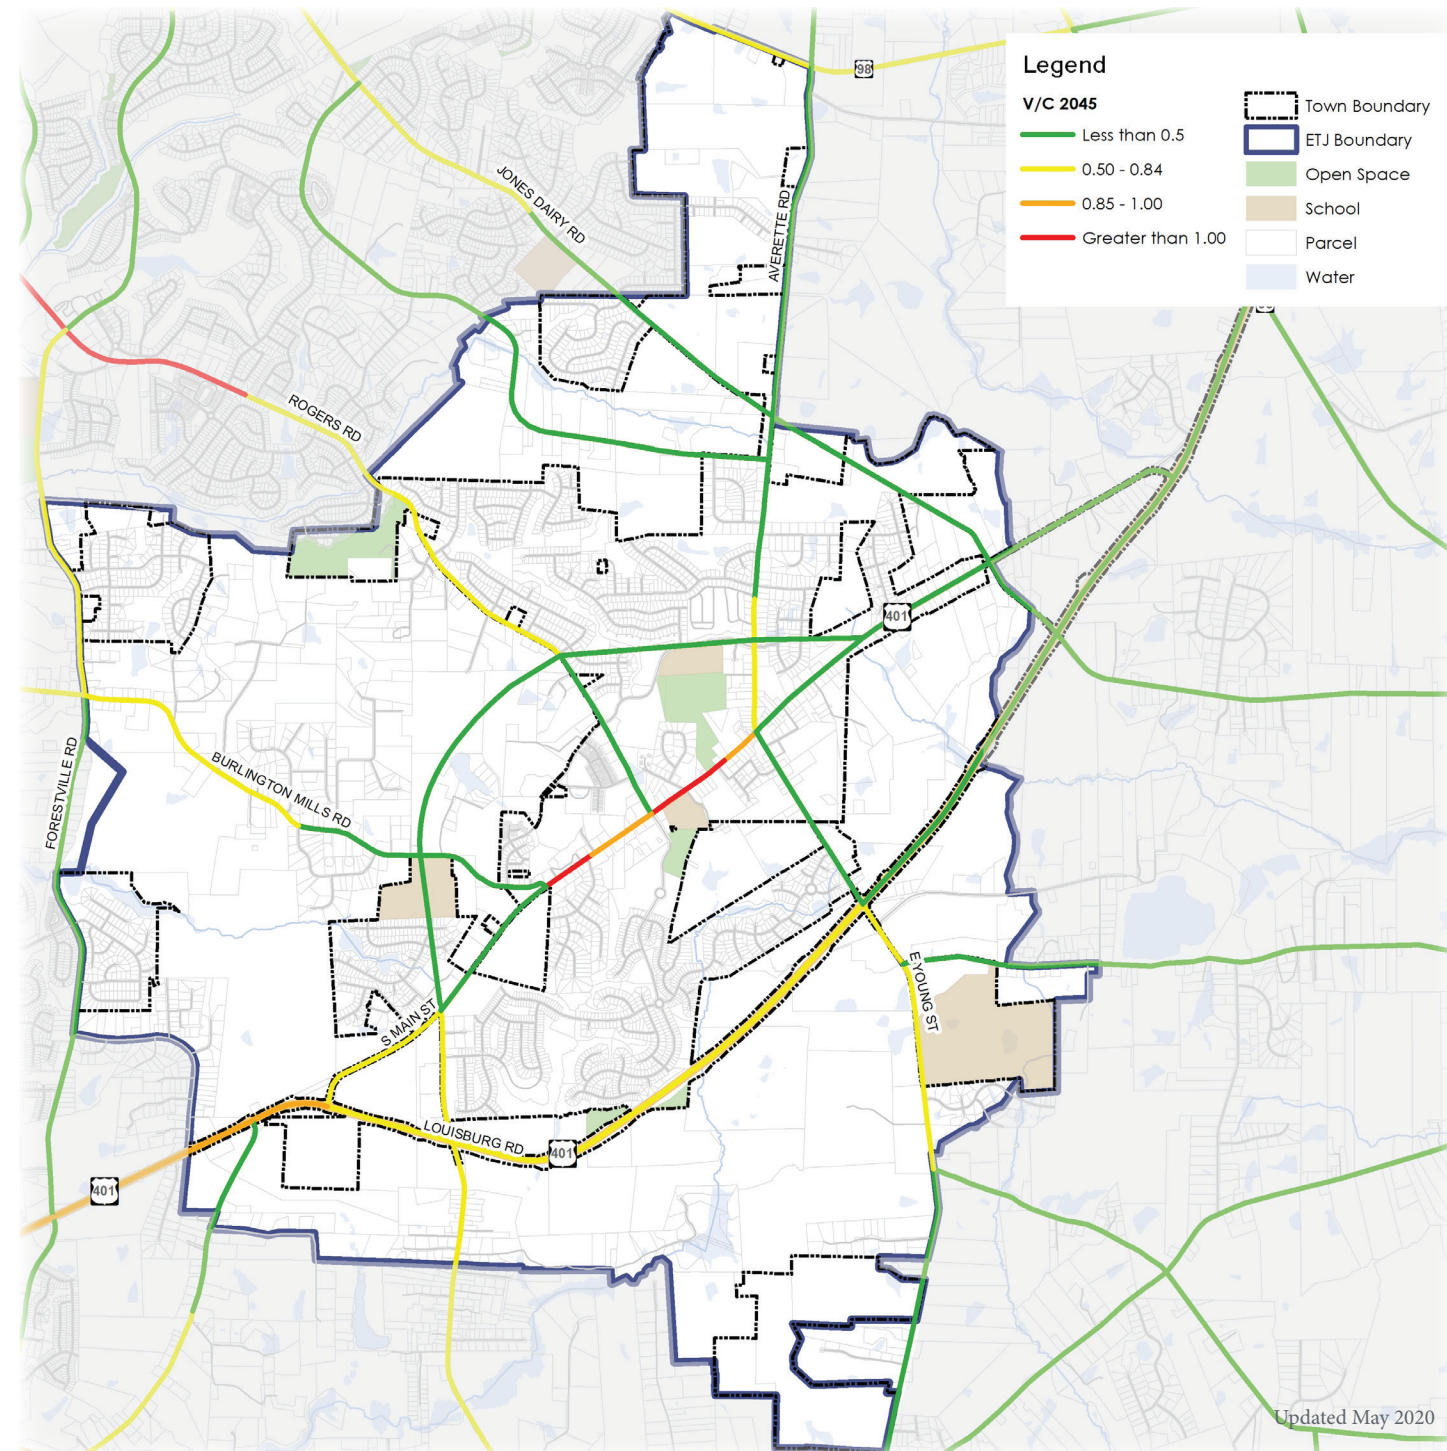 Legend
V/C 2045
Less than 0.5
0.50 - 0.84
0.85 - 1.00
Greater than 1.00
Town Boundary
ETJ Boundary
Open Space
School
Parcel
Water
98
JONES DAIRY RD
AVERETTE RD
ROGERS RD
401
FORESTVILLE RD
BURLINGTON MILLS RD
E YOUNG ST
S MAIN ST
LOUISBURG RD
401
401
Updated May 2020